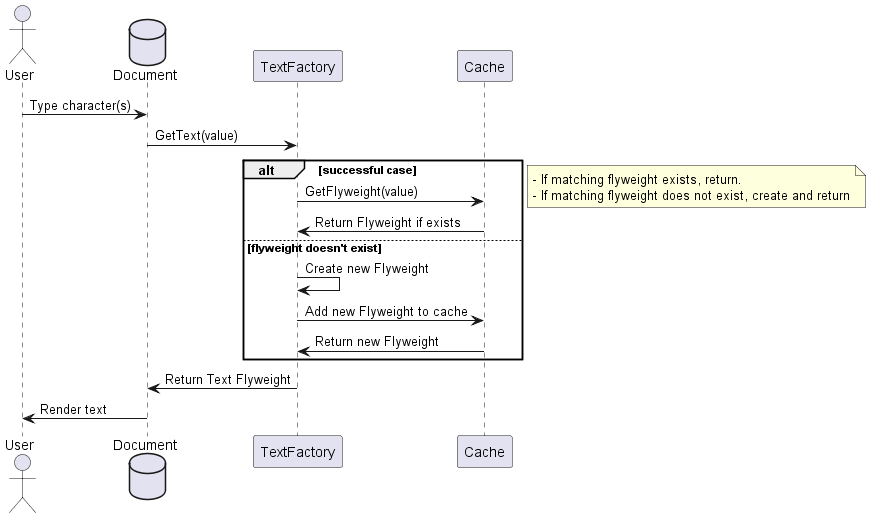 User
Document
TextFactory
Cache
Type character(s)
GetText(value)
alt
[successful case]
- If matching flyweight exists, return.
- If matching flyweight does not exist, create and return
GetFlyweight(value)
Return Flyweight if exists
[flyweight doesn't exist]
Create new Flyweight
Add new Flyweight to cache
Return new Flyweight
Return Text Flyweight
Render text
User
Document
TextFactory
Cache